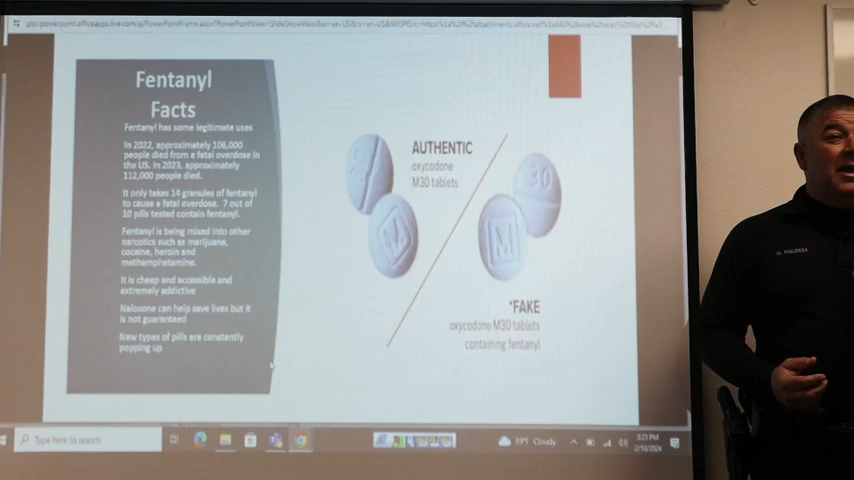 Fentanyl
Facts
Fentanyl has some legitimate uses
In 2022, approximately 106,000
people died from a fatal overdose in
the US. In 2023, approximately
112,000 people died.
It only takes 14 granules of fentanyl
to cause a fatal overdose. 7 out of
10 pills tested contain fentanyl.
Fentanyl is being mixed into other
narcotics such as marijuana,
cocaine, heroin and
methamphetamine.
It is cheap and accessible and
extremely addictive
Naloxone can help save lives but it
is not guaranteed
New types of pills are constantly
popping up
AUTHENTIC
oxycodone
M30 tablets
30
M
30
M
*FAKE
oxycodone M30 tablets
containing fentanyl
M. FIGUEROA
Type here to search
39°F Cloudy
3:23 PM
2/10/2024